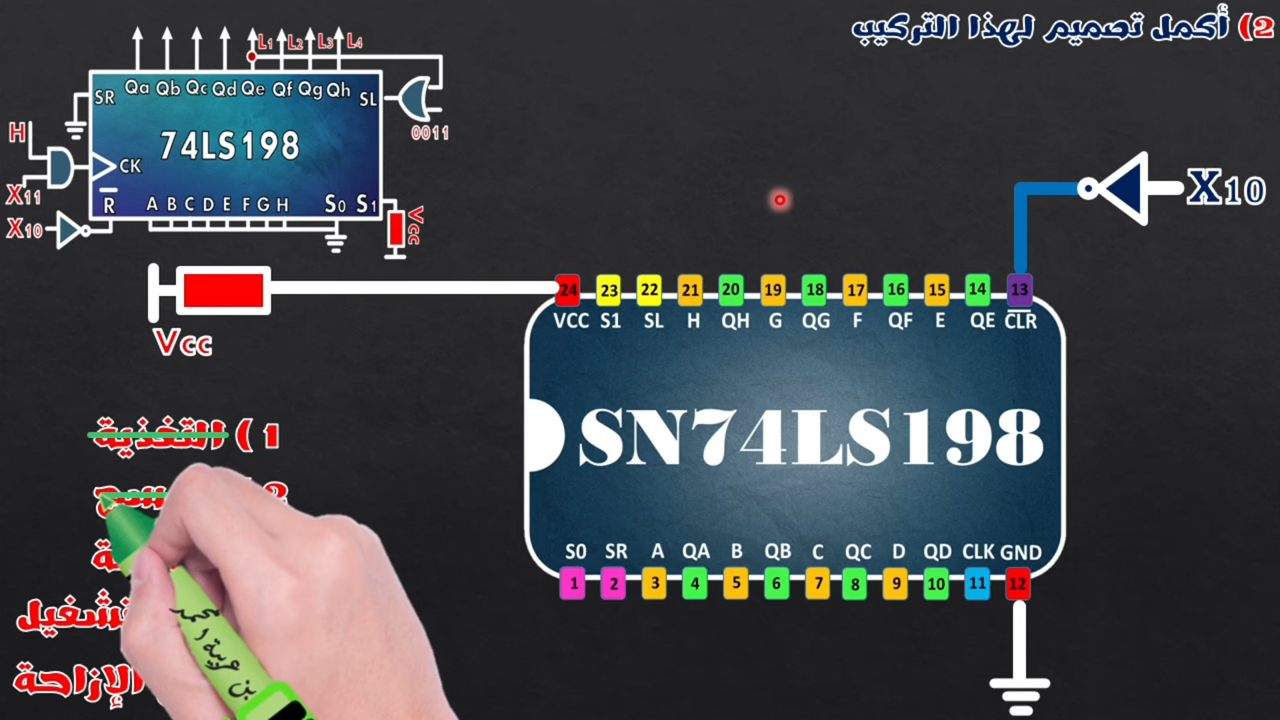 2) أكمل تصميم لهذا التركيب
L1 L2 L3 L4
Qa Qb Qc Qd Qe Qf Qg Qh
SR
SL
74LS198
0011
H
CK
X11
R
A B C D E F G H
S0 S1
Vcc
X10
X10
24 23 22 21 20 19 18 17 16 15 14 13
VCC S1 SL H QH G QG F QF E QE CLR
Vcc
SN74LS198
1) التغذية
S0 SR A QA B QB C QC D QD CLK GND
1 2 3 4 5 6 7 8 9 10 11 12
الإزاحة